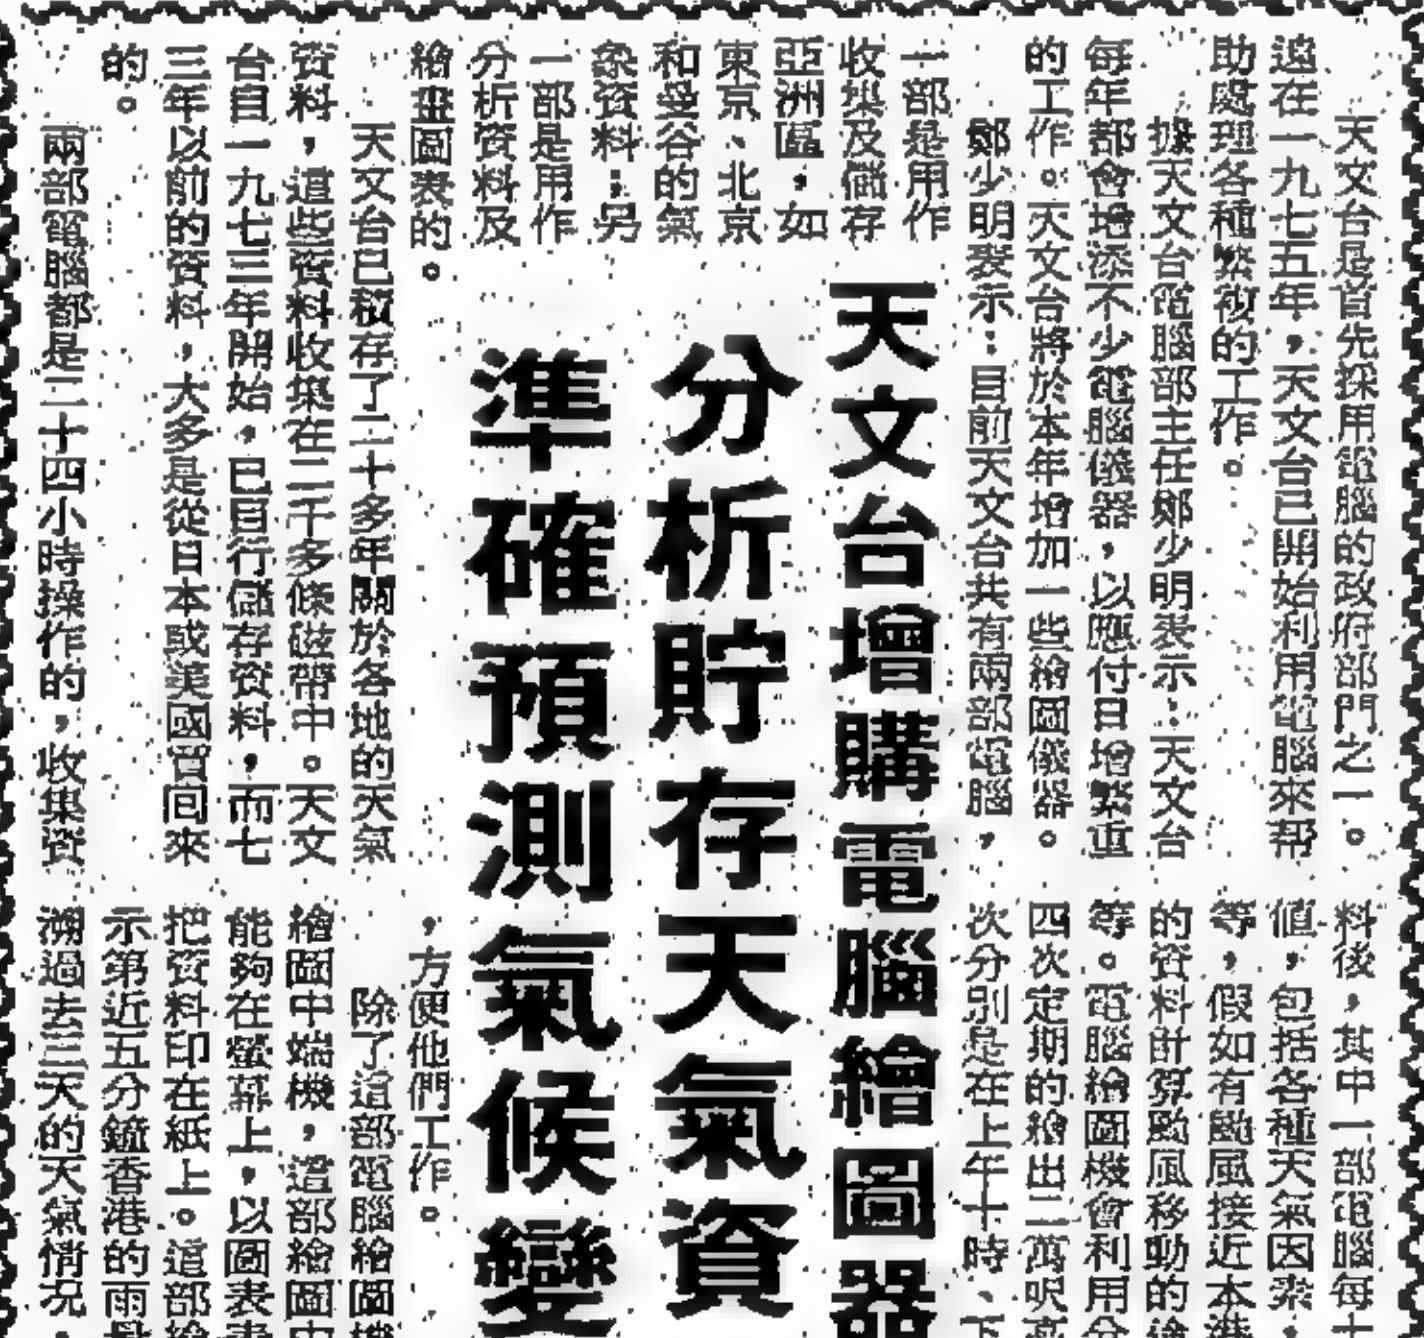 天文台增購電腦繪圖器
分析貯存天氣資
準確預測氣候變
天文台是首先採用電腦的政府部門之一。
遠在一九七五年，天文台已開始利用電腦來帮
助處理各種繁複的工作。
據天文台電腦部主任鄭少明表示：天文台
每年都會增添不少電腦儀器，以應付日增繁重
的工作。天文台將於本年增加一些繪圖儀器。
鄭少明表示：目前天文台共有兩部電腦，
一部是用作
收集及儲存
亞洲區，如
東京、北京
和曼谷的氣
象資料；另
一部是用作
分析資料及
繪畫圖表的。
天文台已積存了二十多年關於各地的天氣
資料，這些資料收集在二千多條磁帶中。天文
台自一九七三年開始，已自行儲存資料，而七
三年以前的資料，大多是從日本或美國買回來
的。
兩部電腦都是二十四小時操作的，收集資
料後，其中一部電腦每
值，包括各種天氣因素，
等，假如有颱風接近本港
的資料計算颱風移動的途
等。電腦繪圖機會利用分
四次定期的繪出二萬呎高
次分別是在上午十時、下
，方便他們工作。
除了這部電腦繪圖機
繪圖中端機，這部繪圖中
能夠在螢幕上，以圖表表
把資料印在紙上。這部繪
示第近五分鐘香港的雨量
溯過去三天的天氣情況，